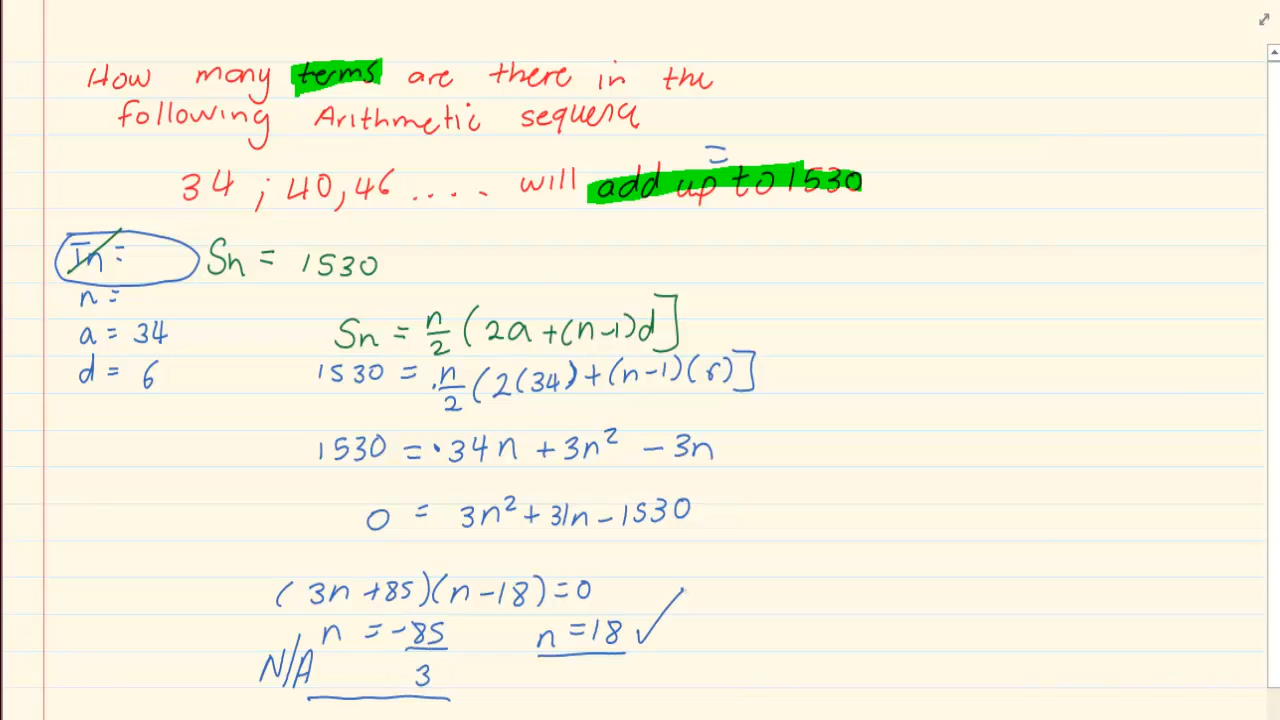 How many terms are there in the
following Arithmetic sequence
=
34 ; 40, 46 .... will add up to 1530
Tn = Sn = 1530
n =
a = 34 Sn = n/2 (2a + (n-1)d]
d = 6 1530 = n/2 (2(34) + (n-1)(6)]
1530 = 34n + 3n² - 3n
0 = 3n² + 31n - 1530
(3n + 85)(n - 18) = 0
N/A n = -85/3 n = 18 ✓